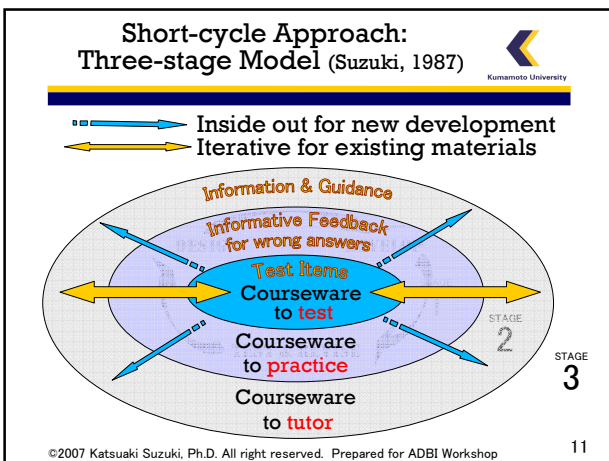 Short-cycle Approach:
Three-stage Model (Suzuki, 1987)
Kumamoto University
Inside out for new development
Iterative for existing materials
Information & Guidance
Informative Feedback
for wrong answers
Test Items
Courseware
to test
Courseware
to practice
Courseware
to tutor
STAGE
2
STAGE
3
©2007 Katsuaki Suzuki, Ph.D. All right reserved. Prepared for ADBI Workshop
11